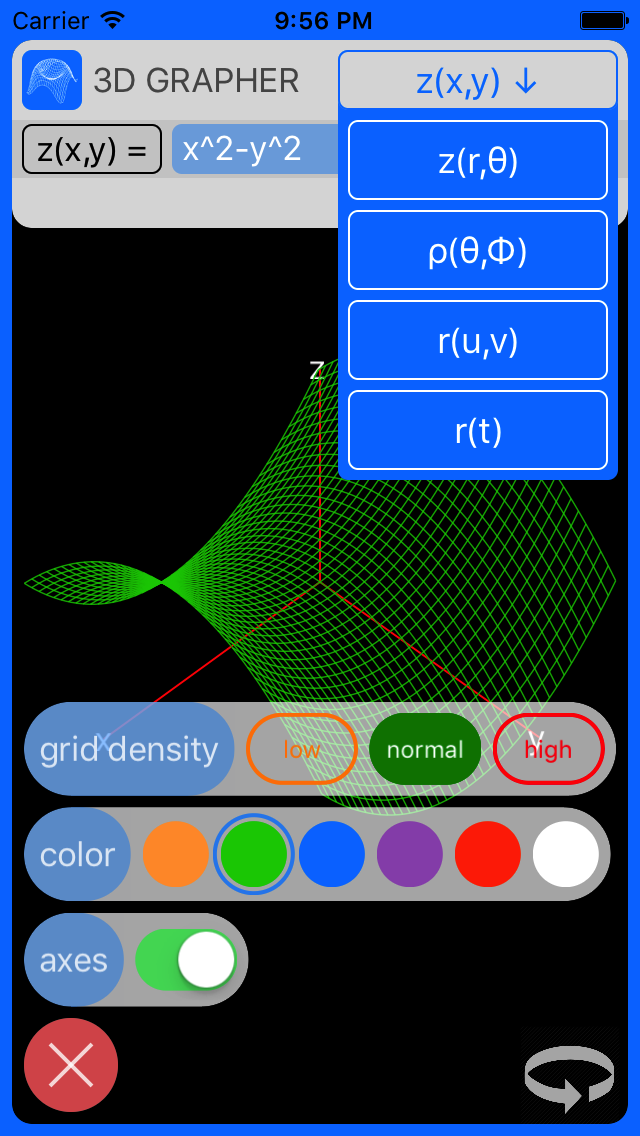 Carrier 9:56 PM
3D GRAPHER z(x,y) ↓
z(x,y) = x^2-y^2
z(r,θ)
ρ(θ,Φ)
r(u,v)
r(t)
z
x y
grid density low normal high
color
axes